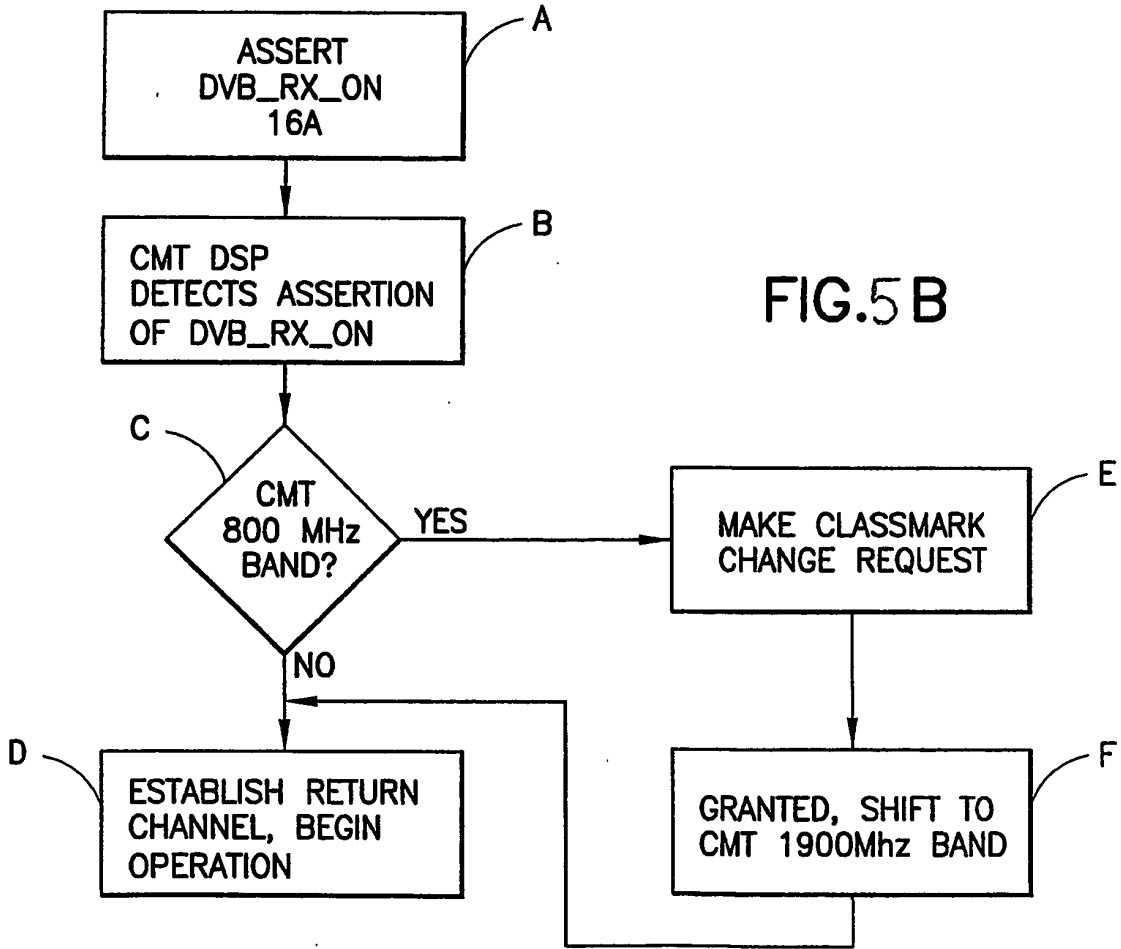 A
ASSERT
DVB_RX_ON
16A
B
CMT DSP
DETECTS ASSERTION
OF DVB_RX_ON
FIG.5B
C
CMT
800 MHz
BAND?
YES
NO
E
MAKE CLASSMARK
CHANGE REQUEST
D
ESTABLISH RETURN
CHANNEL, BEGIN
OPERATION
F
GRANTED, SHIFT TO
CMT 1900Mhz BAND